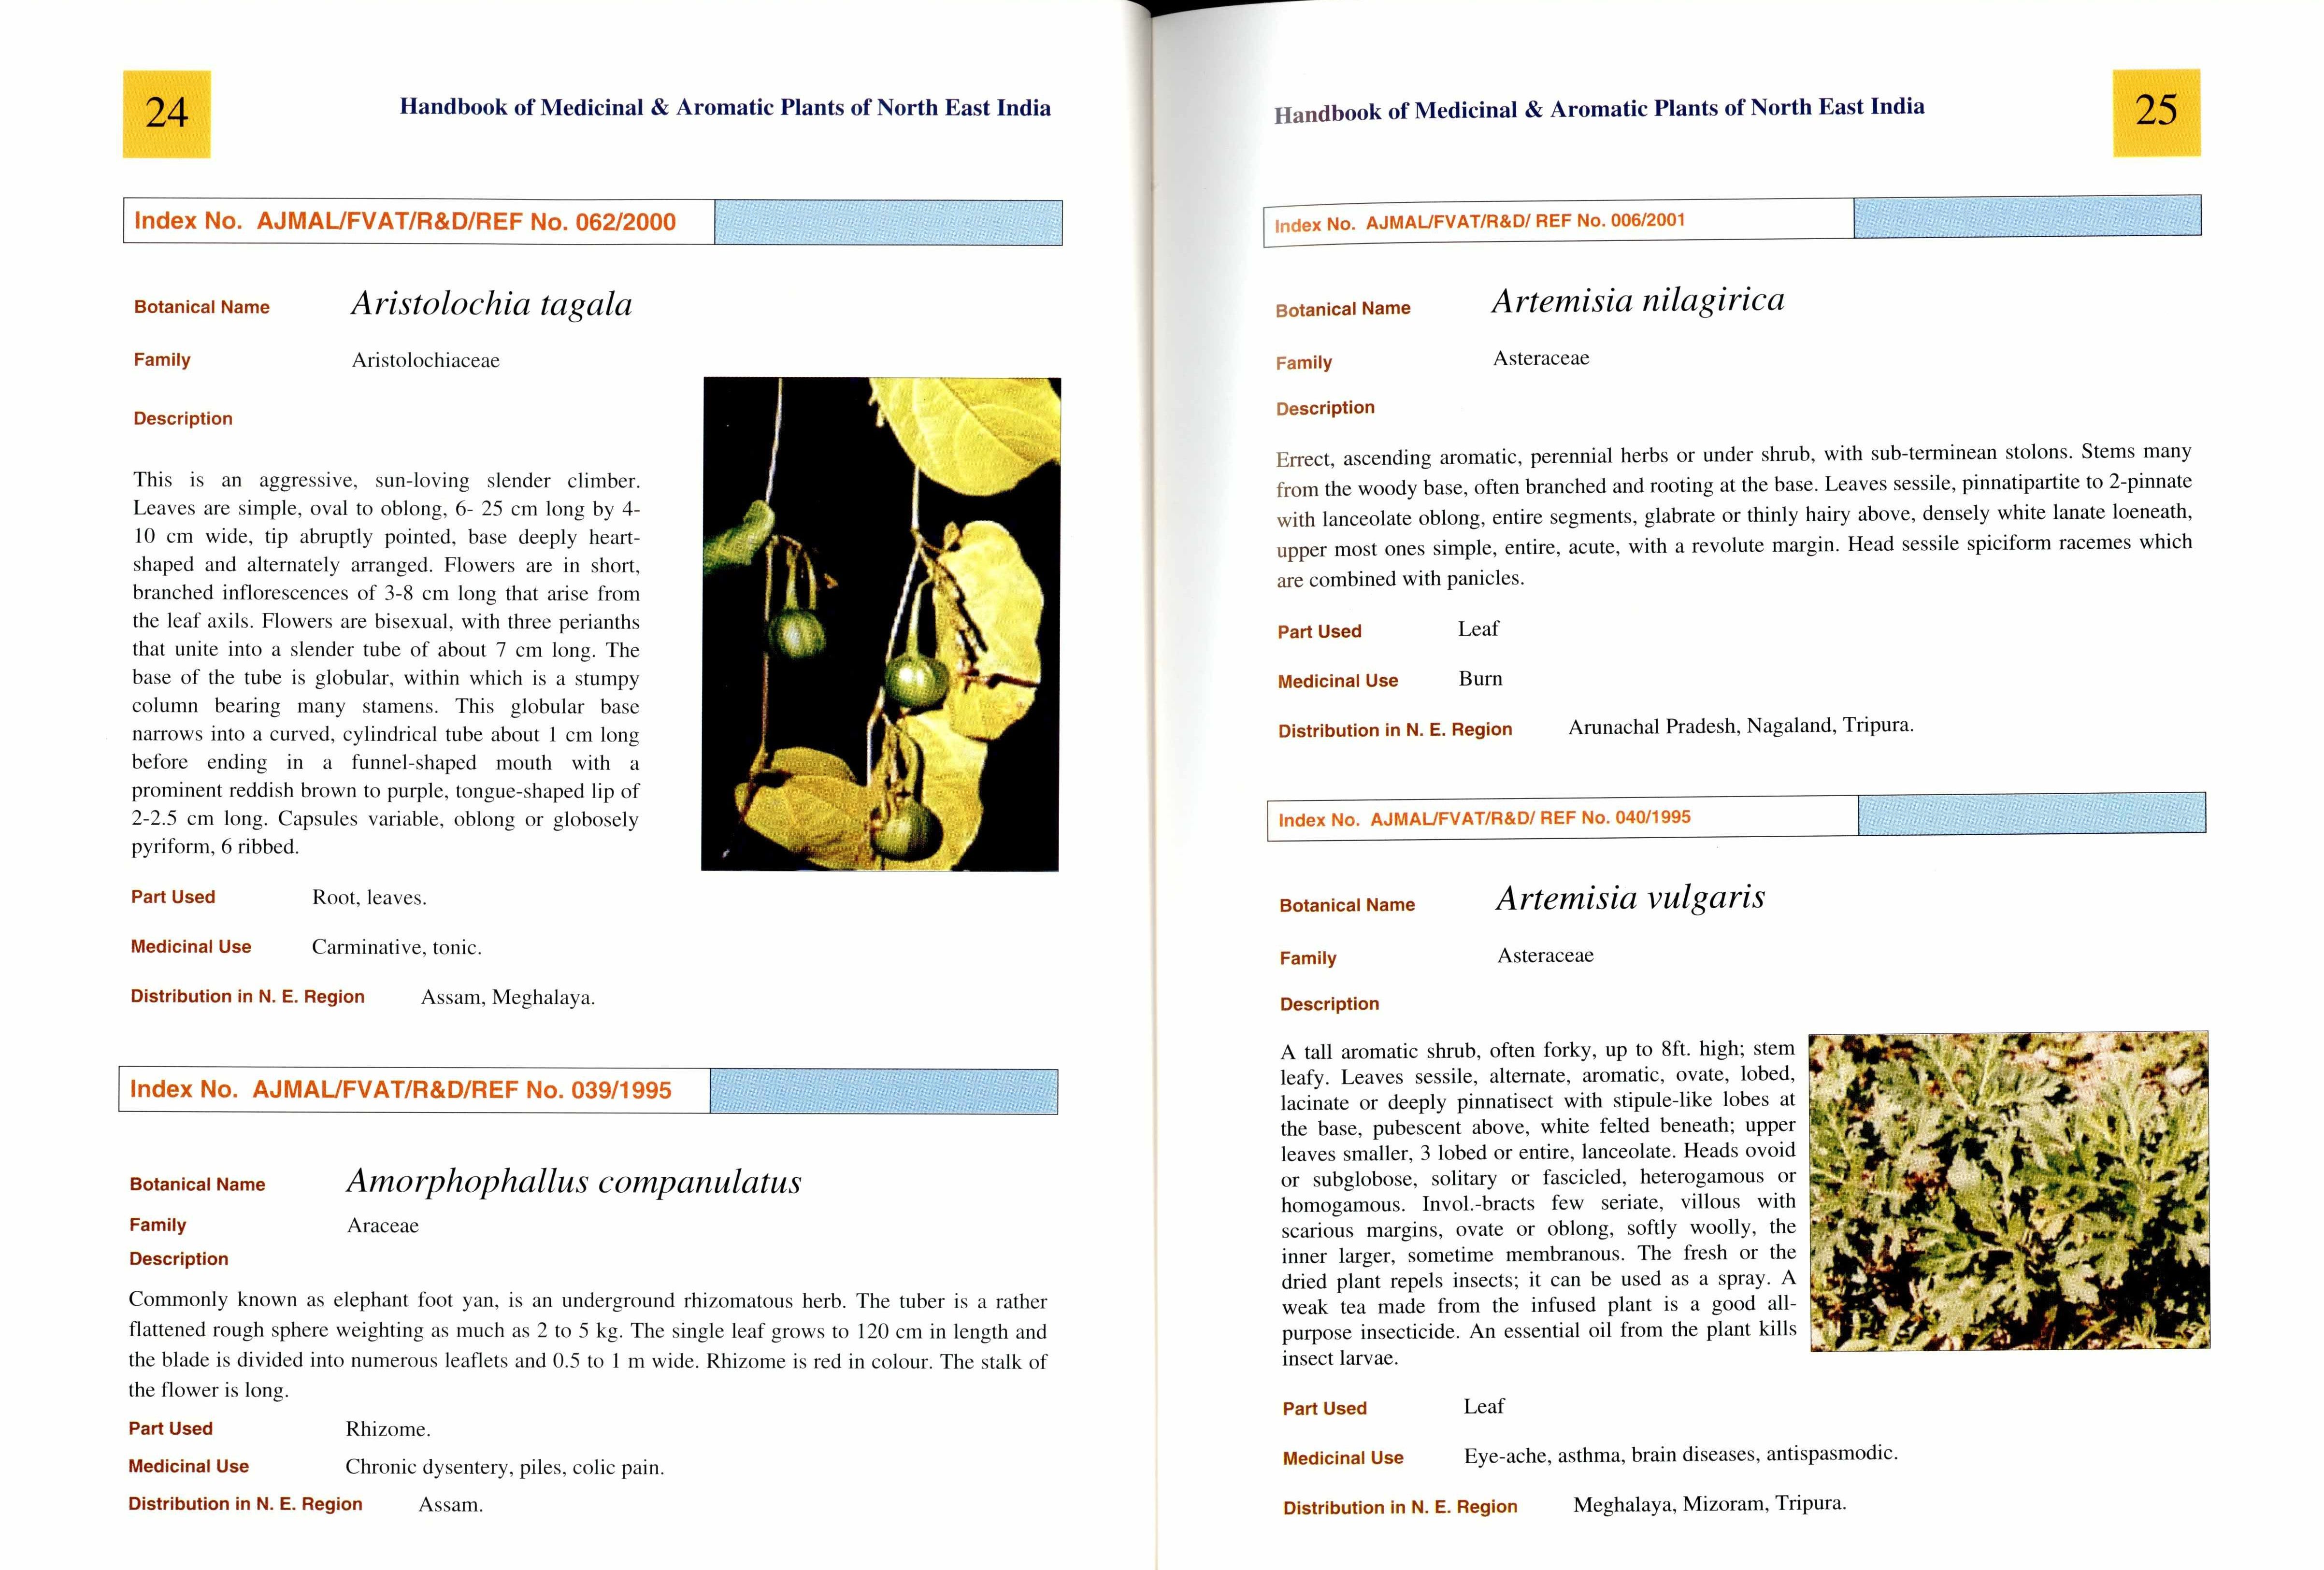 24
Handbook of Medicinal & Aromatic Plants of North East India
Index No. AJMAL/FVAT/R&D/REF No. 062/2000
Botanical Name Aristolochia tagala
Family Aristolochiaceae
Description
This is an aggressive, sun-loving slender climber.
Leaves are simple, oval to oblong, 6- 25 cm long by 4-
10 cm wide, tip abruptly pointed, base deeply heart-
shaped and alternately arranged. Flowers are in short,
branched inflorescences of 3-8 cm long that arise from
the leaf axils. Flowers are bisexual, with three perianths
that unite into a slender tube of about 7 cm long. The
base of the tube is globular, within which is a stumpy
column bearing many stamens. This globular base
narrows into a curved, cylindrical tube about 1 cm long
before ending in a funnel-shaped mouth with a
prominent reddish brown to purple, tongue-shaped lip of
2-2.5 cm long. Capsules variable, oblong or globosely
pyriform, 6 ribbed.
Part Used Root, leaves.
Medicinal Use Carminative, tonic.
Distribution in N. E. Region Assam, Meghalaya.
Index No. AJMAL/FVAT/R&D/REF No. 039/1995
Botanical Name Amorphophallus companulatus
Family Araceae
Description
Commonly known as elephant foot yan, is an underground rhizomatous herb. The tuber is a rather
flattened rough sphere weighting as much as 2 to 5 kg. The single leaf grows to 120 cm in length and
the blade is divided into numerous leaflets and 0.5 to 1 m wide. Rhizome is red in colour. The stalk of
the flower is long.
Part Used Rhizome.
Medicinal Use Chronic dysentery, piles, colic pain.
Distribution in N. E. Region Assam.
Handbook of Medicinal & Aromatic Plants of North East India
25
Index No. AJMAL/FVAT/R&D/ REF No. 006/2001
Botanical Name Artemisia nilagirica
Family Asteraceae
Description
Errect, ascending aromatic, perennial herbs or under shrub, with sub-terminean stolons. Stems many
from the woody base, often branched and rooting at the base. Leaves sessile, pinnatipartite to 2-pinnate
with lanceolate oblong, entire segments, glabrate or thinly hairy above, densely white lanate loeneath,
upper most ones simple, entire, acute, with a revolute margin. Head sessile spiciform racemes which
are combined with panicles.
Part Used Leaf
Medicinal Use Burn
Distribution in N. E. Region Arunachal Pradesh, Nagaland, Tripura.
Index No. AJMAL/FVAT/R&D/ REF No. 040/1995
Botanical Name Artemisia vulgaris
Family Asteraceae
Description
A tall aromatic shrub, often forky, up to 8ft. high; stem
leafy. Leaves sessile, alternate, aromatic, ovate, lobed,
lacinate or deeply pinnatisect with stipule-like lobes at
the base, pubescent above, white felted beneath; upper
leaves smaller, 3 lobed or entire, lanceolate. Heads ovoid
or subglobose, solitary or fascicled, heterogamous or
homogamous. Invol.-bracts few seriate, villous with
scarious margins, ovate or oblong, softly woolly, the
inner larger, sometime membranous. The fresh or the
dried plant repels insects; it can be used as a spray. A
weak tea made from the infused plant is a good all-
purpose insecticide. An essential oil from the plant kills
insect larvae.
Part Used Leaf
Medicinal Use Eye-ache, asthma, brain diseases, antispasmodic.
Distribution in N. E. Region Meghalaya, Mizoram, Tripura.